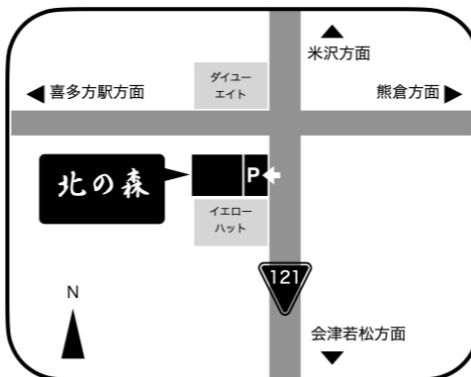 ▲
米沢方面
ダイユー
エイト
◀喜多方駅方面
熊倉方面▶
北の森
P
イエロー
ハット
121
N
会津若松方面
▼